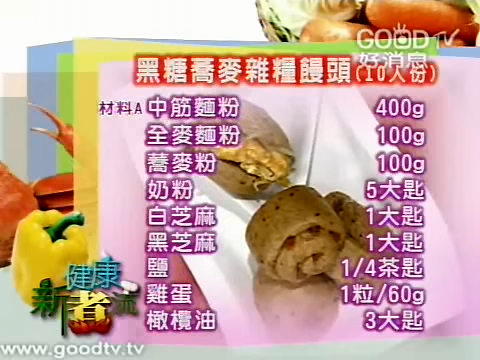 GOODTV
好消息
黑糖蕎麥雜糧饅頭(10人份)
材料A 中筋麵粉 400g
全麥麵粉 100g
蕎麥粉 100g
奶粉 5大匙
白芝麻 1大匙
黑芝麻 1大匙
鹽 1/4茶匙
雞蛋 1粒/60g
橄欖油 3大匙
健康
新煮流
www.goodtv.tv